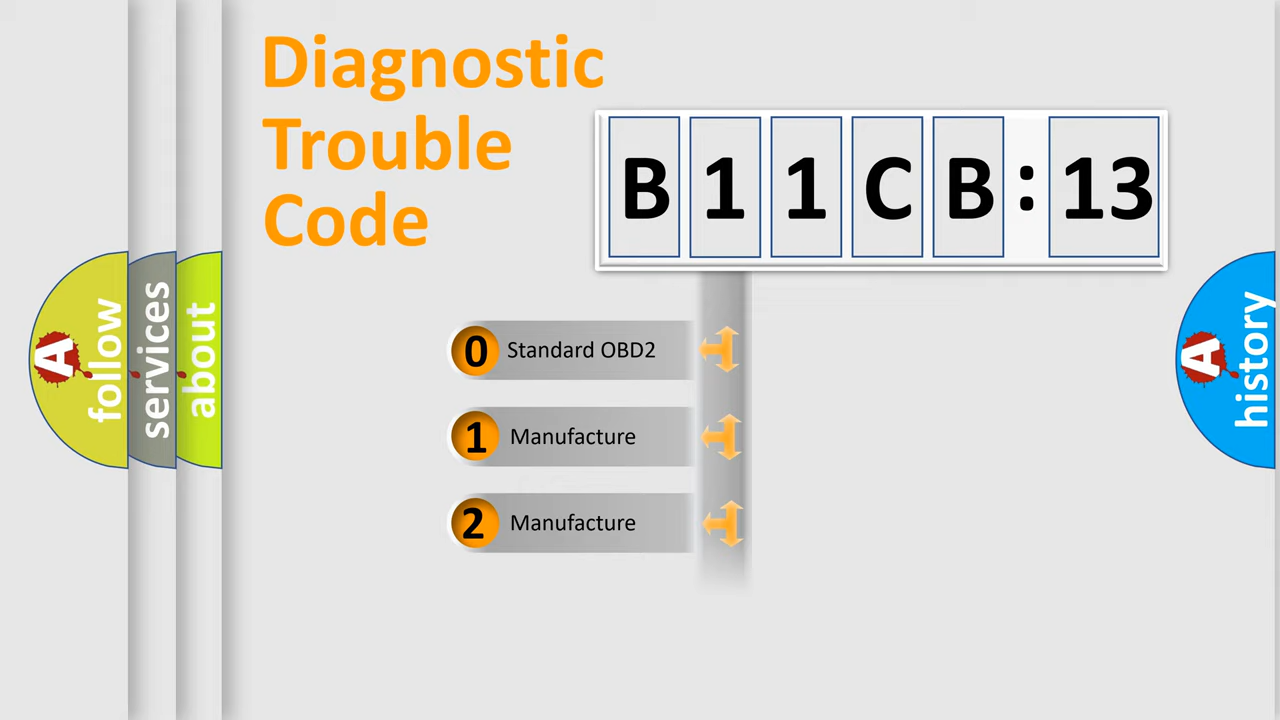 Diagnostic
Trouble
Code
B 1 1 C B : 13
0 Standard OBD2
1 Manufacture
2 Manufacture
A follow
services
about
A history